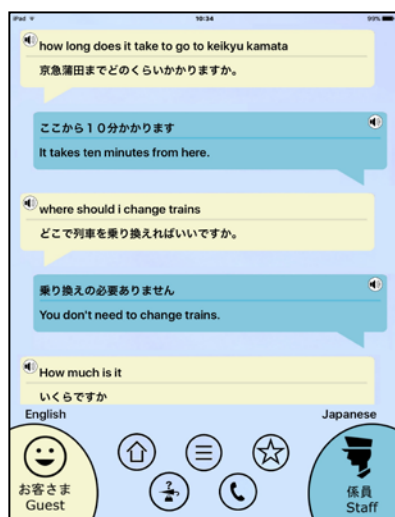 iPad
10:34
99%
how long does it take to go to keikyu kamata
京急蒲田までどのくらいかかりますか。
ここから１０分かかります
It takes ten minutes from here.
where should i change trains
どこで列車を乗り換えればいいですか。
乗り換えの必要ありません
You don't need to change trains.
How much is it
いくらですか
English
Japanese
お客さま
Guest
?
係員
Staff